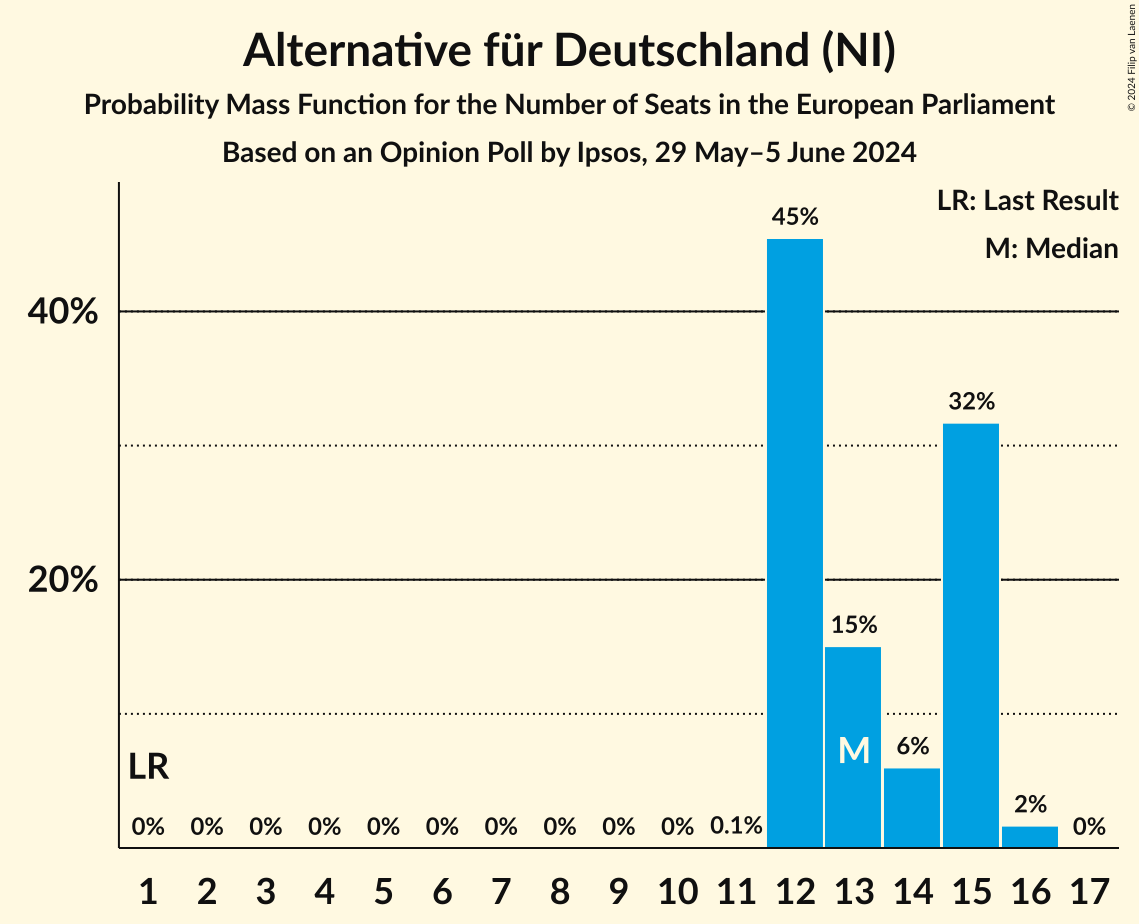 Alternative für Deutschland (NI)
Probability Mass Function for the Number of Seats in the European Parliament
Based on an Opinion Poll by Ipsos, 29 May–5 June 2024
© 2024 Filip van Laenen
LR: Last Result
M: Median
45%
40%
32%
20%
15%
M
6%
LR
2%
0% 0% 0% 0% 0% 0% 0% 0% 0% 0% 0.1% 0%
1 2 3 4 5 6 7 8 9 10 11 12 13 14 15 16 17